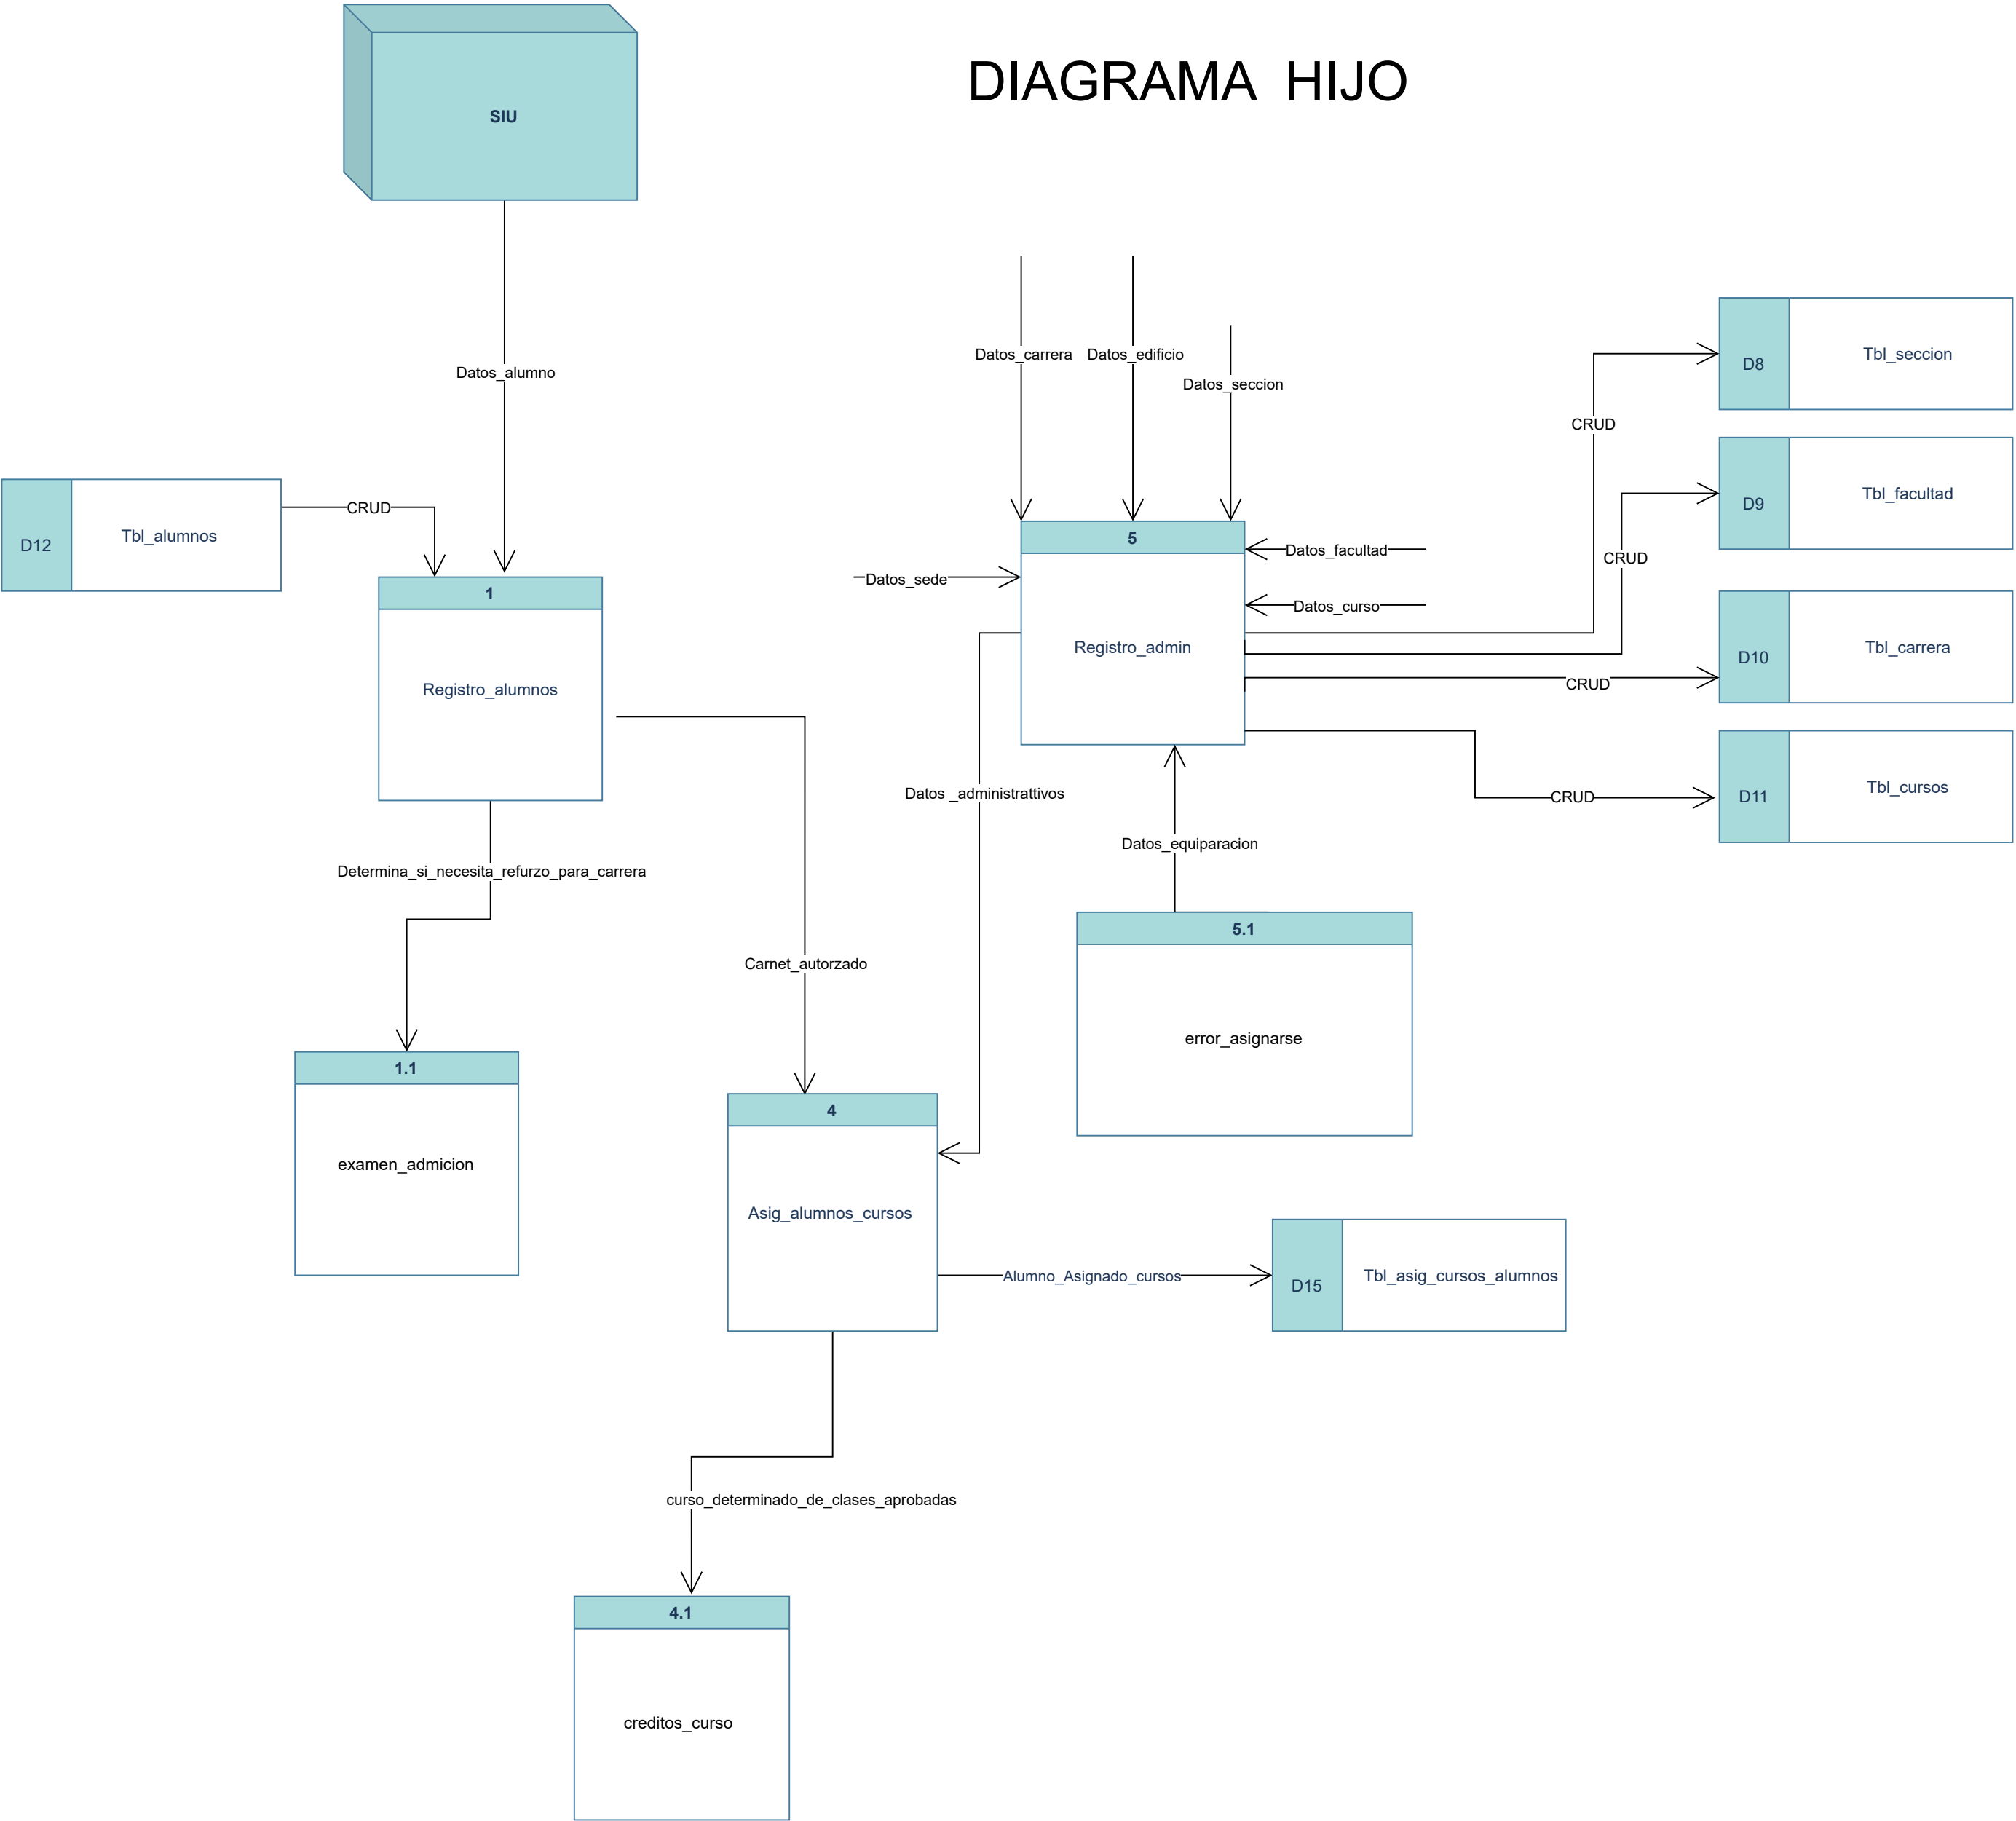 DIAGRAMA HIJO
SIU
Datos_alumno
Datos_carrera
Datos_edificio
Datos_seccion
D8
Tbl_seccion
CRUD
D9
Tbl_facultad
D12
Tbl_alumnos
CRUD
5
Datos_facultad
CRUD
Datos_sede
1
Datos_curso
Registro_admin
D10
Tbl_carrera
CRUD
Registro_alumnos
Datos _administrattivos
D11
Tbl_cursos
CRUD
Datos_equiparacion
Determina_si_necesita_refurzo_para_carrera
5.1
Carnet_autorzado
error_asignarse
1.1
4
examen_admicion
Asig_alumnos_cursos
Alumno_Asignado_cursos
D15
Tbl_asig_cursos_alumnos
curso_determinado_de_clases_aprobadas
4.1
creditos_curso